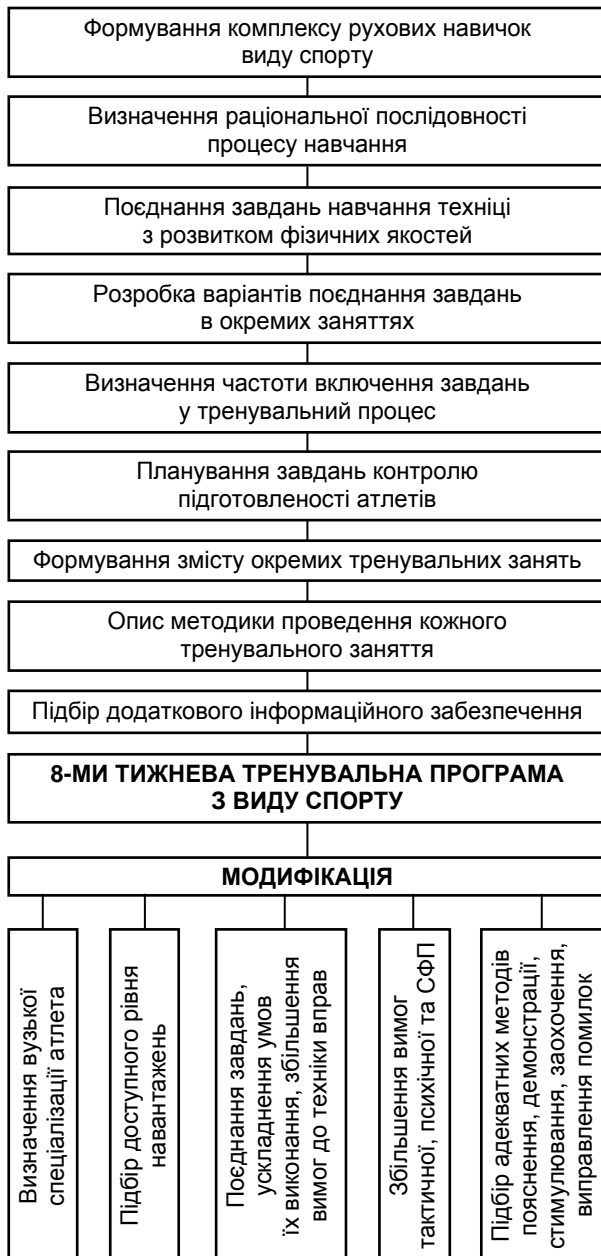 Формування комплексу рухових навичок
виду спорту
Визначення раціональної послідовності
процесу навчання
Поєднання завдань навчання техніці
з розвитком фізичних якостей
Розробка варіантів поєднання завдань
в окремих заняттях
Визначення частоти включення завдань
у тренувальний процес
Планування завдань контролю
підготовленості атлетів
Формування змісту окремих тренувальних занять
Опис методики проведення кожного
тренувального заняття
Підбір додаткового інформаційного забезпечення
8-МИ ТИЖНЕВА ТРЕНУВАЛЬНА ПРОГРАМА
З ВИДУ СПОРТУ
МОДИФІКАЦІЯ
Визначення вузької
спеціалізації атлета
Підбір доступного рівня
навантажень
Поєднання завдань,
ускладнення умов
їх виконання, збільшення
вимог до техніки вправ
Збільшення вимог
тактичної, психічної та СФП
Підбір адекватних методів
пояснення, демонстрації,
стимулювання, заохочення,
виправлення помилок